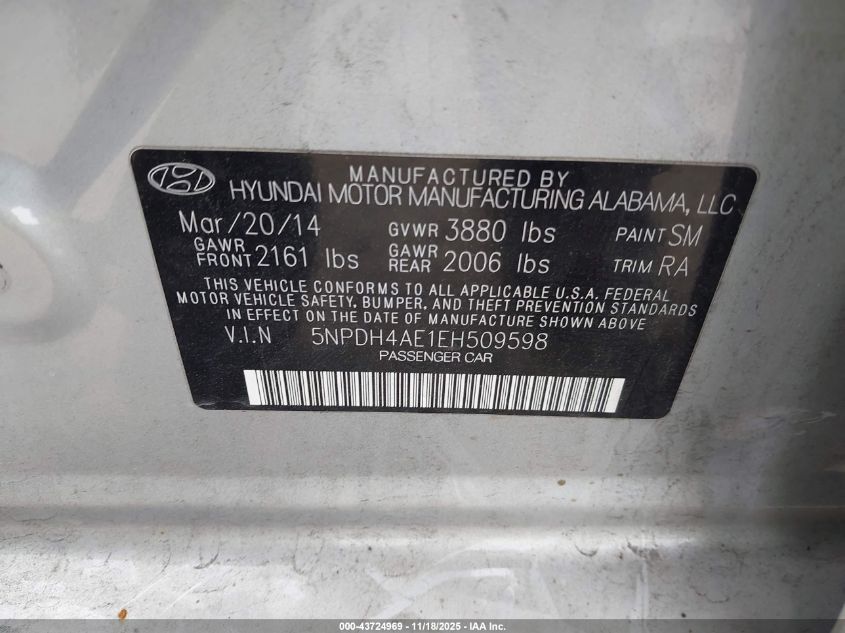 MANUFACTURED BY
HYUNDAI MOTOR MANUFACTURING ALABAMA, LLC
Mar/20/14 GVWR 3880 lbs PAINT SM
GAWR FRONT 2161 lbs GAWR REAR 2006 lbs TRIM RA
THIS VEHICLE CONFORMS TO ALL APPLICABLE U.S.A. FEDERAL
MOTOR VEHICLE SAFETY, BUMPER, AND THEFT PREVENTION STANDARDS
IN EFFECT ON THE DATE OF MANUFACTURE SHOWN ABOVE.
V.I.N 5NPDH4AE1EH509598
PASSENGER CAR
000-43724969 - 11/18/2025 - IAA Inc.